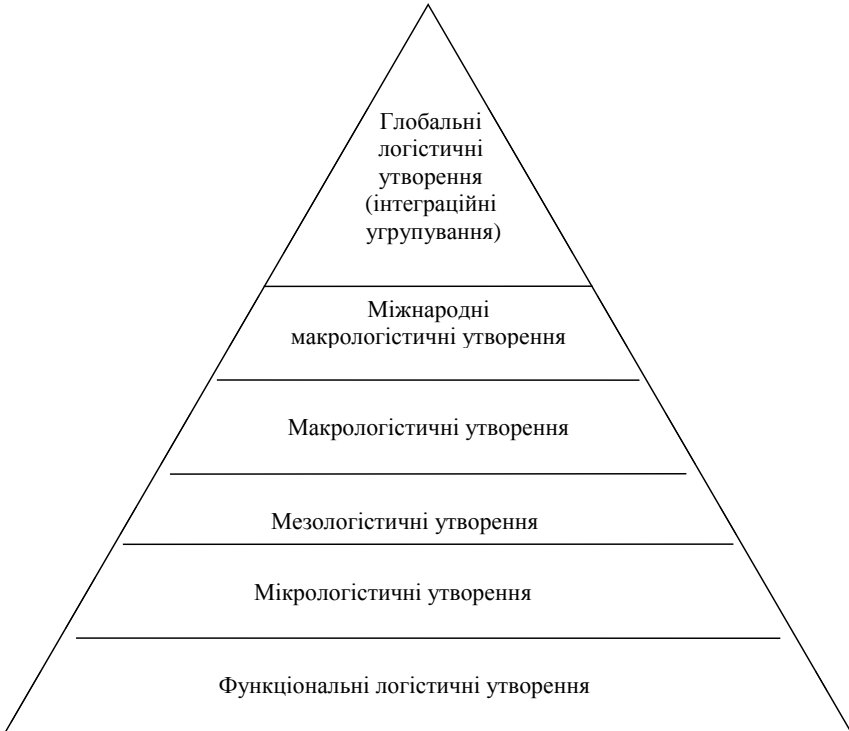 Глобальні
логістичні
утворення
(інтеграційні
угрупування)
Міжнародні
макрологістичні утворення
Макрологістичні утворення
Мезологістичні утворення
Мікрологістичні утворення
Функціональні логістичні утворення